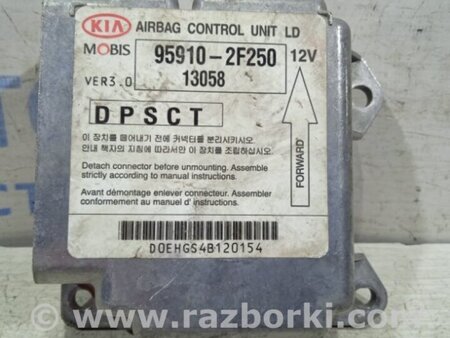 KIA AIRBAG CONTROL UNIT LD
MOBIS 95910-2F250 12V
VER3.0 13058
DPSCT
이 장치를 떼어내기 전에 커넥터를 분리시키시오
안내 책자의 지침에 따라서만 이 장치를 조립하십시오.
Detach connector before unmounting. Assemble
strictly according to manual instructions.
Avant démontage enlever connecteur. Assembler
conformement au manuel d' instructions.
FORWARD
D0EHGS4B120154
www.razborki.com